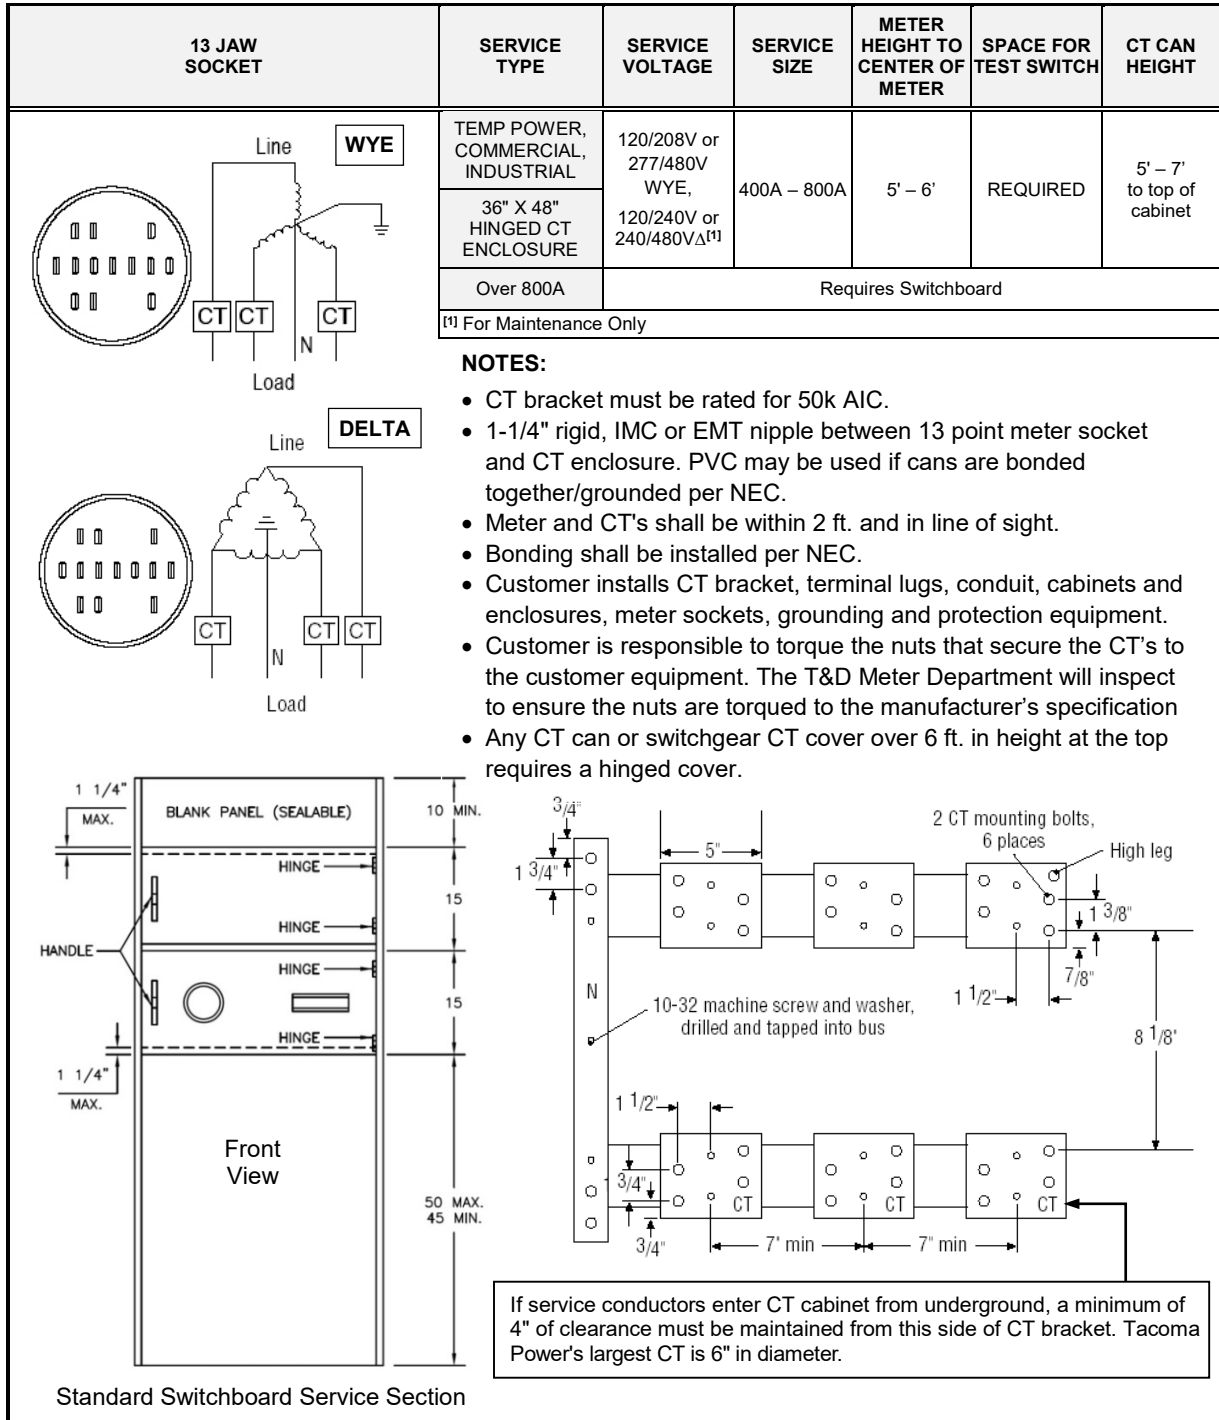 13 JAW
SOCKET
SERVICE
TYPE
SERVICE
VOLTAGE
SERVICE
SIZE
METER
HEIGHT TO
CENTER OF
METER
SPACE FOR
TEST SWITCH
CT CAN
HEIGHT
Line
WYE
CT
CT
CT
N
Load
TEMP POWER,
COMMERCIAL,
INDUSTRIAL
36" X 48"
HINGED CT
ENCLOSURE
120/208V or
277/480V
WYE,
120/240V or
240/480VΔ[1]
400A – 800A
5' – 6'
REQUIRED
5' – 7'
to top of
cabinet
Over 800A
Requires Switchboard
[1] For Maintenance Only
Line
DELTA
CT
CT
CT
N
Load
NOTES:
• CT bracket must be rated for 50k AIC.
• 1-1/4" rigid, IMC or EMT nipple between 13 point meter socket
and CT enclosure. PVC may be used if cans are bonded
together/grounded per NEC.
• Meter and CT's shall be within 2 ft. and in line of sight.
• Bonding shall be installed per NEC.
• Customer installs CT bracket, terminal lugs, conduit, cabinets and
enclosures, meter sockets, grounding and protection equipment.
• Customer is responsible to torque the nuts that secure the CT's to
the customer equipment. The T&D Meter Department will inspect
to ensure the nuts are torqued to the manufacturer's specification
• Any CT can or switchgear CT cover over 6 ft. in height at the top
requires a hinged cover.
1 1/4"
MAX.
BLANK PANEL (SEALABLE)
10 MIN.
HINGE
15
HINGE
HANDLE
HINGE
15
HINGE
1 1/4"
MAX.
Front
View
50 MAX.
45 MIN.
Standard Switchboard Service Section
3/4"
1 3/4"
5"
2 CT mounting bolts,
6 places
High leg
1 3/8"
7/8"
1 1/2"
8 1/8"
N
10-32 machine screw and washer,
drilled and tapped into bus
1 1/2"
1 3/4"
3/4"
CT
CT
CT
7" min
7" min
If service conductors enter CT cabinet from underground, a minimum of
4" of clearance must be maintained from this side of CT bracket. Tacoma
Power's largest CT is 6" in diameter.